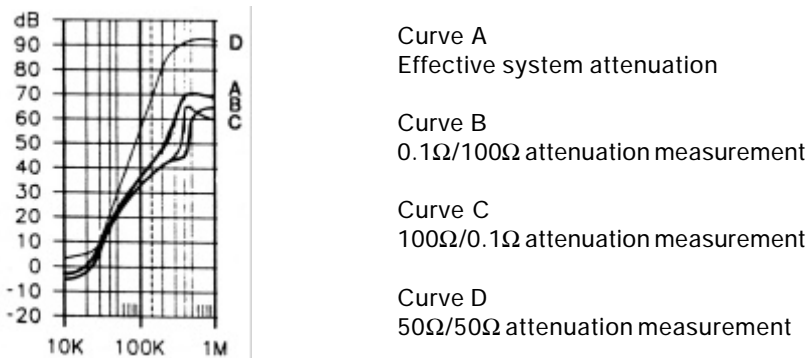 dB
90
80
70
60
50
40
30
20
10
0
-10
-20
10K 100K 1M
D
A
B
C
Curve A
Effective system attenuation
Curve B
0.1Ω/100Ω attenuation measurement
Curve C
100Ω/0.1Ω attenuation measurement
Curve D
50Ω/50Ω attenuation measurement